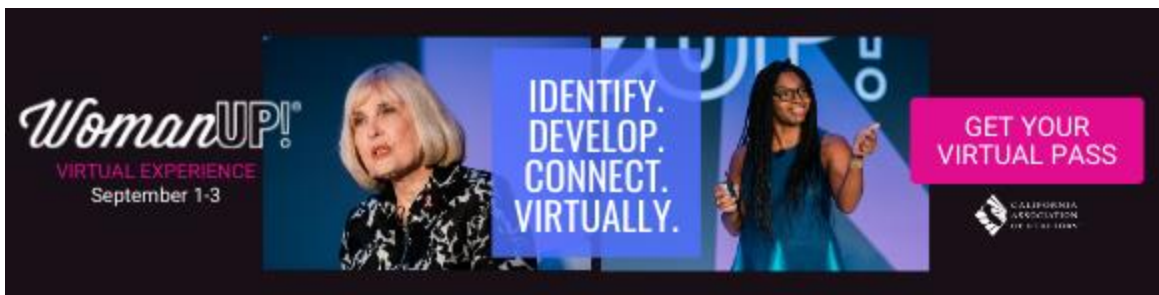 WomanUP!®
VIRTUAL EXPERIENCE
September 1-3
IDENTIFY.
DEVELOP.
CONNECT.
VIRTUALLY.
GET YOUR
VIRTUAL PASS
CALIFORNIA
ASSOCIATION
OF REALTORS